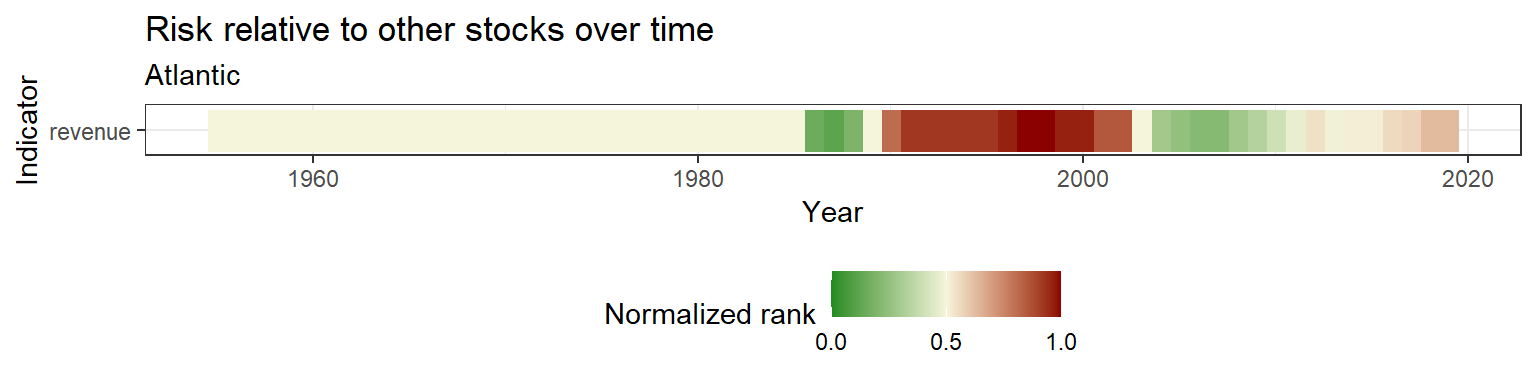 Risk relative to other stocks over time
Atlantic
Indicator
revenue
1960 1980 2000 2020
Year
Normalized rank
0.0 0.5 1.0